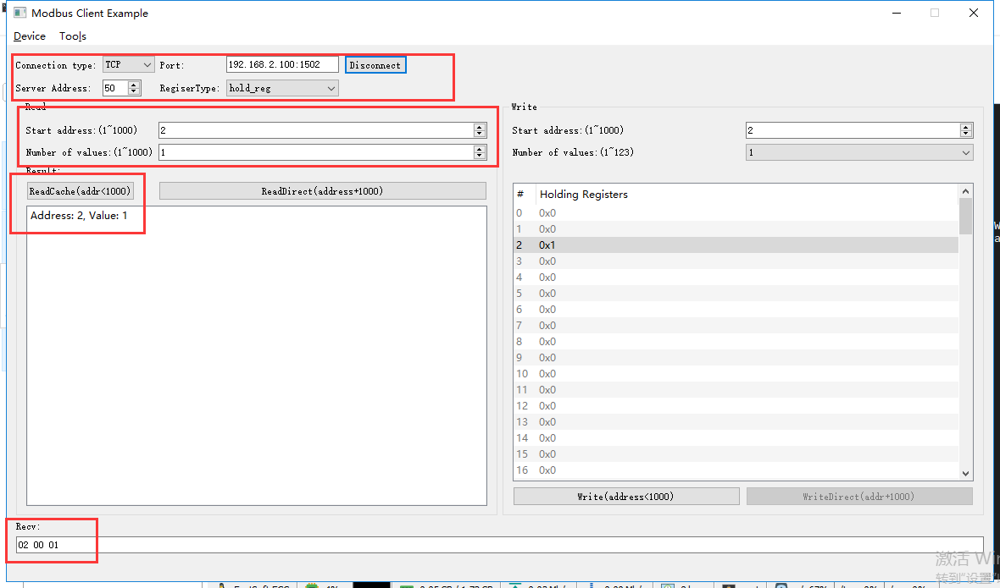 Modbus Client Example
Device Tools
Connection type: TCP Port: 192.168.2.100:1502 Disconnect
Server Address: 50 RegiserType: hold_reg
Read
Start address:(1~1000) 2
Number of values:(1~1000) 1
Result:
ReadCache(addr<1000) ReadDirect(address+1000)
Address: 2, Value: 1
Write
Start address:(1~1000) 2
Number of values:(1~123) 1
# Holding Registers
0 0x0
1 0x0
2 0x1
3 0x0
4 0x0
5 0x0
6 0x0
7 0x0
8 0x0
9 0x0
10 0x0
11 0x0
12 0x0
13 0x0
14 0x0
15 0x0
16 0x0
Write(address<1000) WriteDirect(addr+1000)
Recv:
02 00 01
激活 Win
转到"设置"